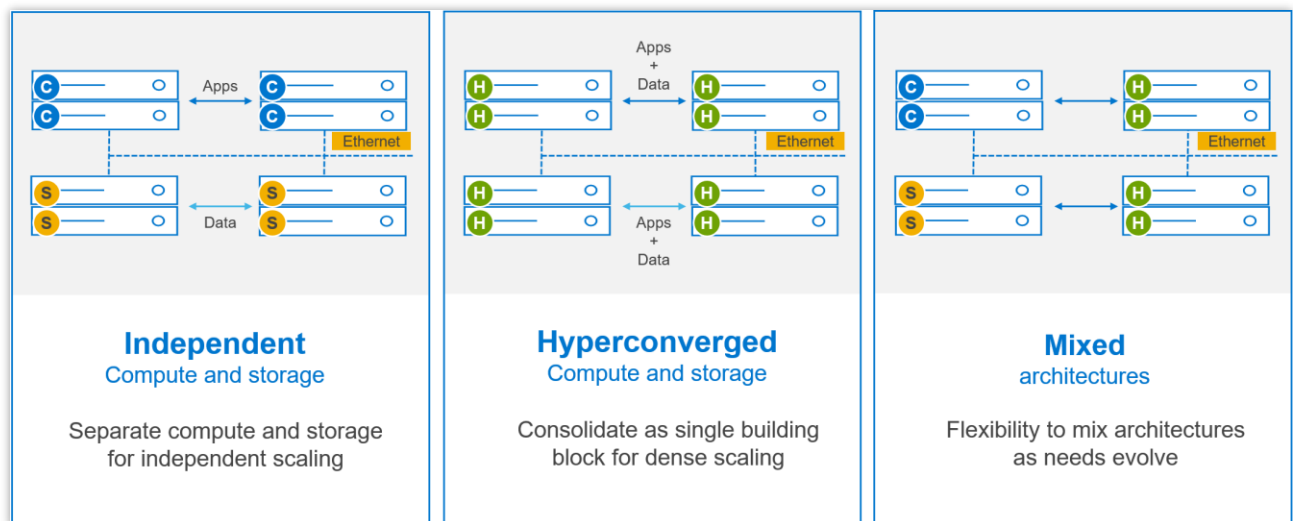 C
C
Apps
C
C
Ethernet
S
S
Data
S
S
Independent
Compute and storage
Separate compute and storage
for independent scaling
Apps
+
Data
H
H
H
H
Ethernet
H
H
Apps
+
Data
H
H
Hyperconverged
Compute and storage
Consolidate as single building
block for dense scaling
C
C
H
H
Ethernet
S
S
H
H
Mixed
architectures
Flexibility to mix architectures
as needs evolve